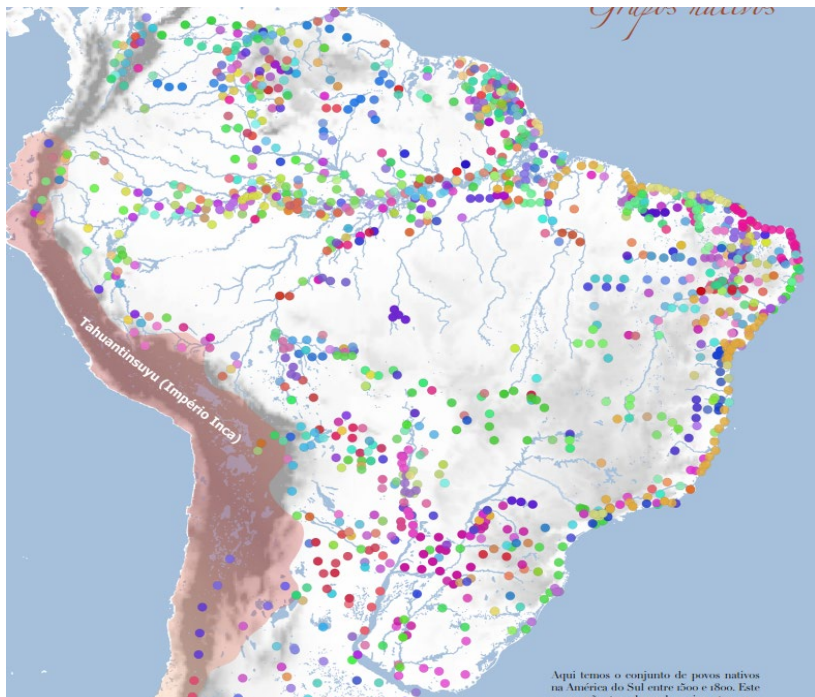 Grupos nativos
Tahuantinsuyu (Império Inca)
Aqui temos o conjunto de povos nativos
na América do Sul entre 1500 e 1800. Este